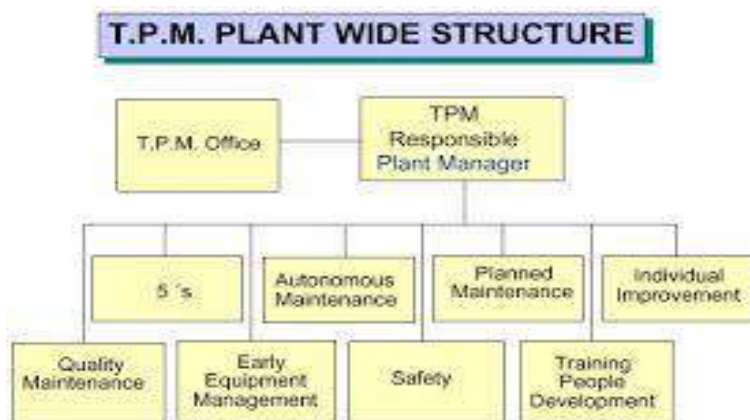 T.P.M. PLANT WIDE STRUCTURE
T.P.M. Office
TPM
Responsible
Plant Manager
5 ´s
Autonomous
Maintenance
Planned
Maintenance
Individual
Improvement
Quality
Maintenance
Early
Equipment
Management
Safety
Training
People
Development